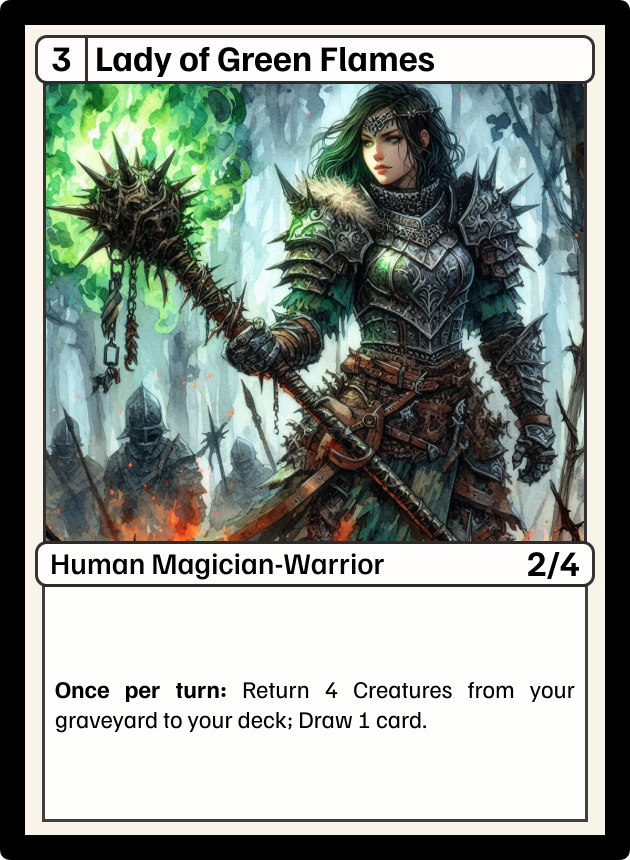 3 Lady of Green Flames
Human Magician-Warrior 2/4
Once per turn: Return 4 Creatures from your
graveyard to your deck; Draw 1 card.